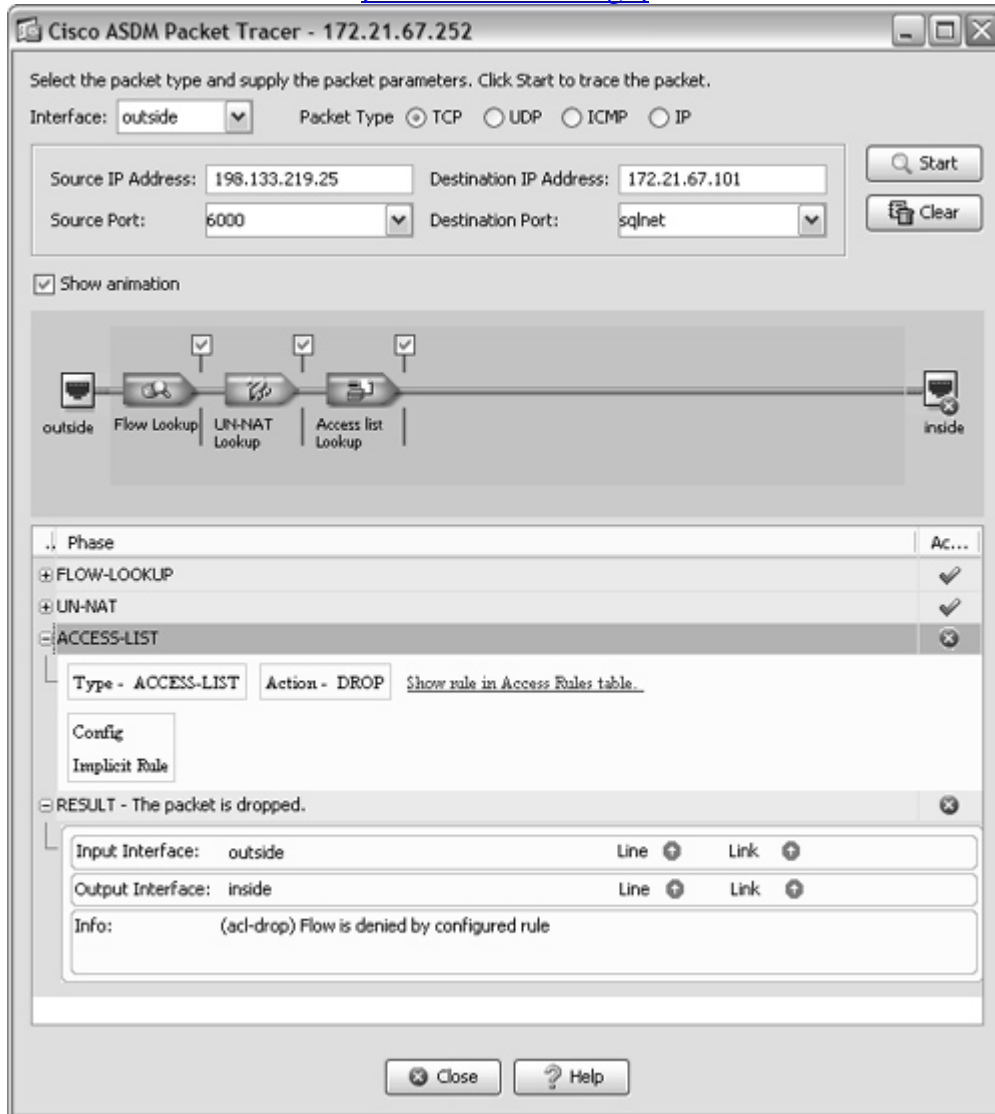 Cisco ASDM Packet Tracer - 172.21.67.252
Select the packet type and supply the packet parameters. Click Start to trace the packet.
Interface: outside Packet Type TCP UDP ICMP IP
Start
Source IP Address: 198.133.219.25 Destination IP Address: 172.21.67.101
Source Port: 6000 Destination Port: sqlnet
Clear
Show animation
outside
Flow Lookup
UN-NAT
Lookup
Access list
Lookup
inside
.. Phase Ac...
FLOW-LOOKUP
UN-NAT
ACCESS-LIST
Type - ACCESS-LIST Action - DROP Show rule in Access Rules table.
Config
Implicit Rule
RESULT - The packet is dropped.
Input Interface: outside Line Link
Output Interface: inside Line Link
Info: (acl-drop) Flow is denied by configured rule
Close Help